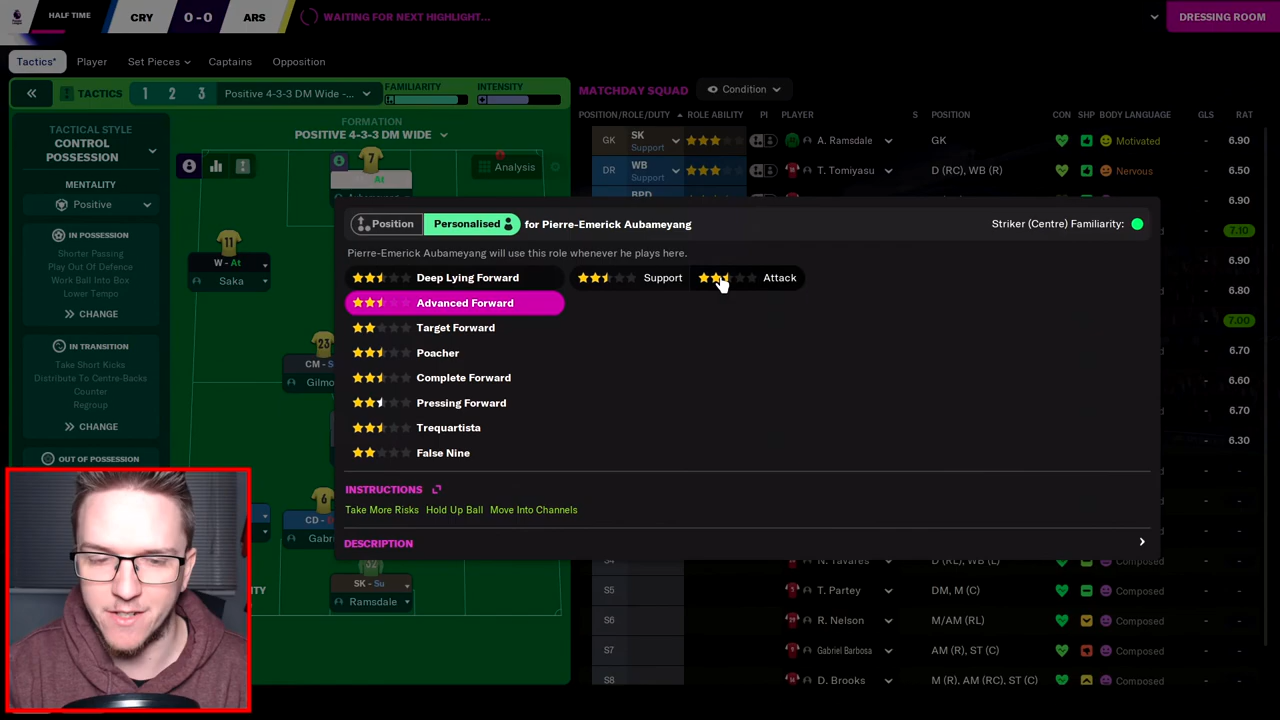 HALF TIME
CRY 0 - 0 ARS
WAITING FOR NEXT HIGHLIGHT...
DRESSING ROOM
Tactics* Player Set Pieces Captains Opposition
TACTICS 1 2 3 Positive 4-3-3 DM Wide -...
FAMILIARITY INTENSITY
MATCHDAY SQUAD Condition
TACTICAL STYLE
CONTROL POSSESSION
MENTALITY
Positive
IN POSSESSION
Shorter Passing
Play Out Of Defence
Work Ball Into Box
Lower Tempo
CHANGE
IN TRANSITION
Take Short Kicks
Distribute To Centre-Backs
Counter
Regroup
CHANGE
OUT OF POSSESSION
FORMATION
POSITIVE 4-3-3 DM WIDE
Analysis
7
At
11
W - At
Saka
23
CM - S
Gilmo
6
CD -
Gabri
32
SK - Su
Ramsdale
POSITION/ROLE/DUTY ROLE ABILITY PI PLAYER S POSITION CON SHP BODY LANGUAGE GLS RAT
GK SK Support A. Ramsdale GK Motivated - 6.90
DR WB Support T. Tomiyasu D (RC), WB (R) Nervous - 6.50
BPD
- 7.10
- 6.80
- 7.00
- 6.70
- 6.60
- 6.70
- 6.30
Position Personalised for Pierre-Emerick Aubameyang
Striker (Centre) Familiarity:
Pierre-Emerick Aubameyang will use this role whenever he plays here.
Deep Lying Forward Support Attack
Advanced Forward
Target Forward
Poacher
Complete Forward
Pressing Forward
Trequartista
False Nine
INSTRUCTIONS
Take More Risks Hold Up Ball Move Into Channels
DESCRIPTION
S4 N. Tavares D (RL), WB (L) Composed - -
S5 T. Partey DM, M (C) Composed - -
S6 R. Nelson M/AM (RL) Composed - -
S7 Gabriel Barbosa AM (R), ST (C) Composed - -
S8 D. Brooks M (R), AM (RC), ST (C) Composed - -